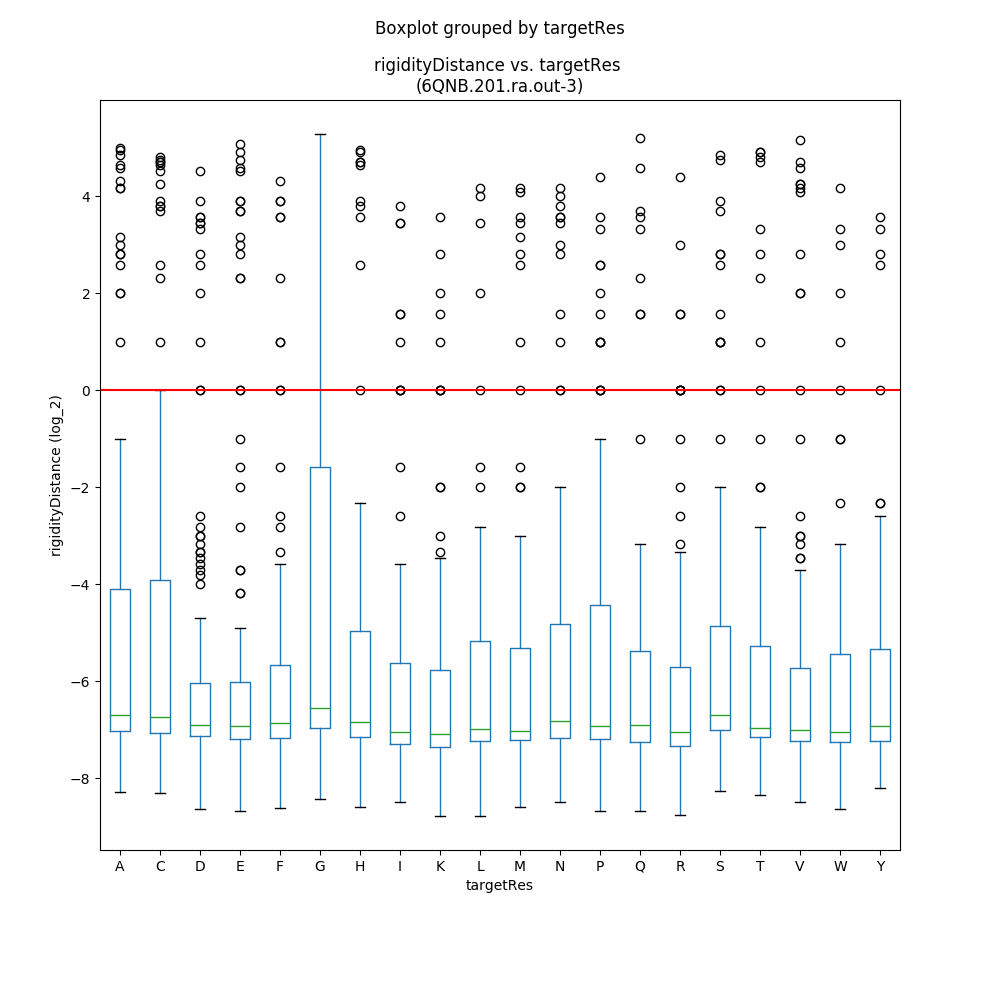 Boxplot grouped by targetRes
rigidityDistance vs. targetRes
(6QNB.201.ra.out-3)
rigidityDistance (log_2)
4
2
0
−2
−4
−6
−8
A C D E F G H I K L M N P Q R S T V W Y
targetRes